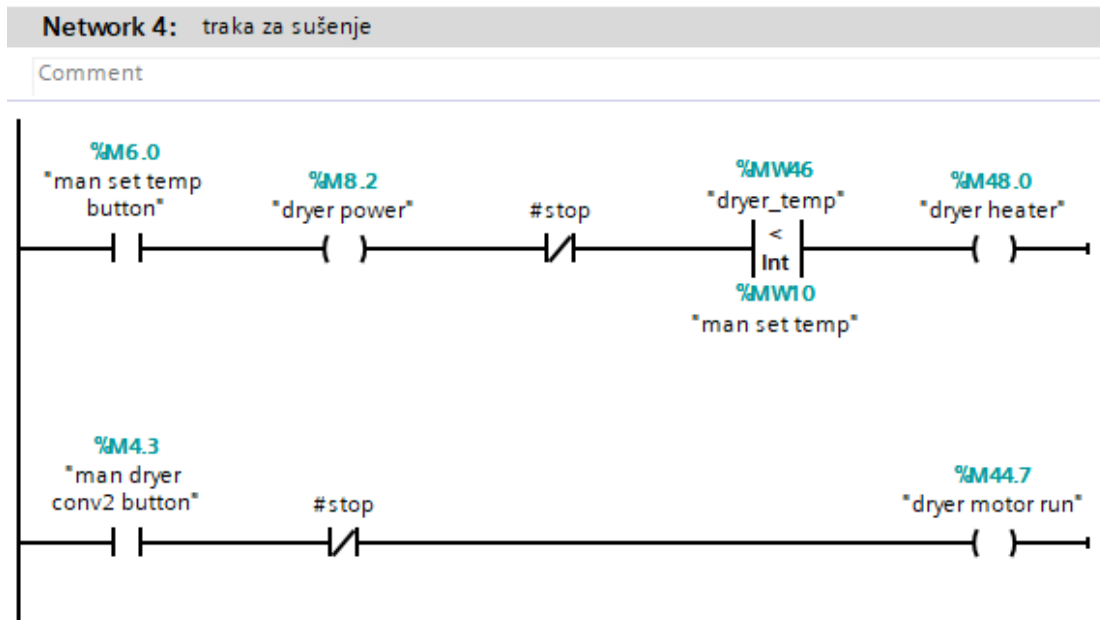 Network 4: traka za sušenje
Comment
%M6.0
"man set temp
button"
%M8.2
"dryer power"
#stop
%MW46
"dryer_temp"
<
Int
%MW10
"man set temp"
%M48.0
"dryer heater"
%M4.3
"man dryer
conv2 button"
#stop
%M44.7
"dryer motor run"